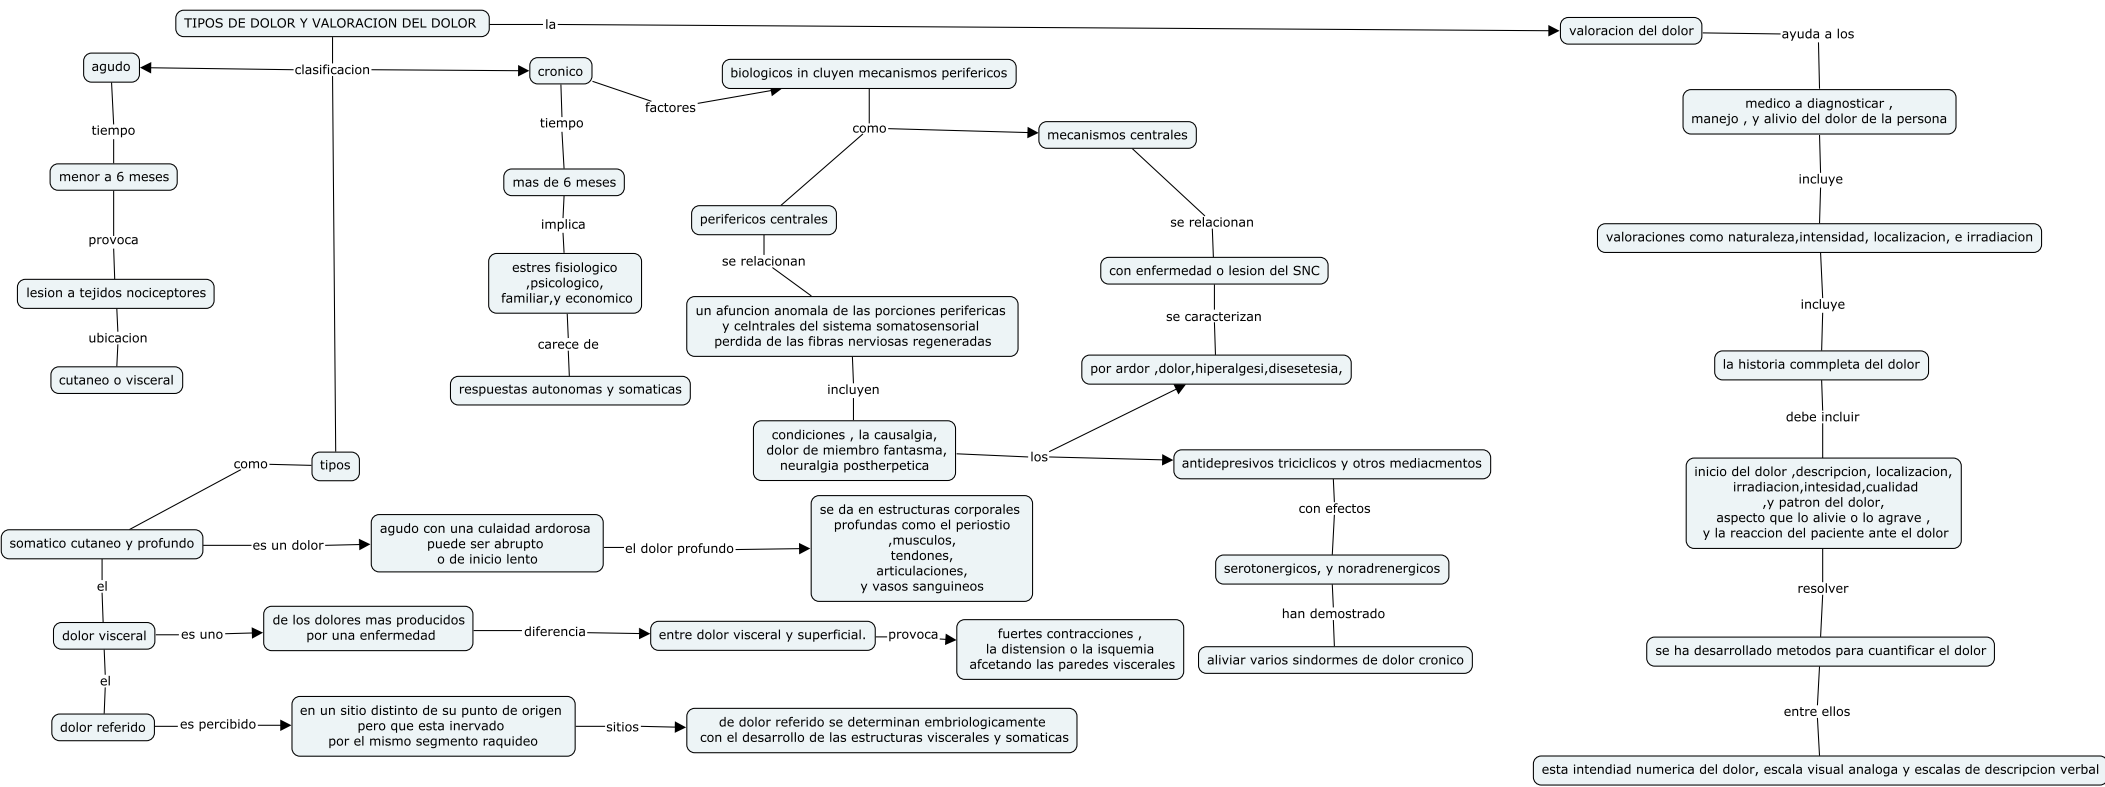 TIPOS DE DOLOR Y VALORACION DEL DOLOR
la
valoracion del dolor
ayuda a los
agudo
clasificacion
cronico
factores
biologicos in cluyen mecanismos perifericos
medico a diagnosticar ,
manejo , y alivio del dolor de la persona
tiempo
tiempo
como
mecanismos centrales
menor a 6 meses
mas de 6 meses
incluye
perifericos centrales
se relacionan
valoraciones como naturaleza,intensidad, localizacion, e irradiacion
provoca
implica
se relacionan
estres fisiologico
,psicologico,
familiar,y economico
con enfermedad o lesion del SNC
lesion a tejidos nociceptores
un afuncion anomala de las porciones perifericas
y celntrales del sistema somatosensorial
perdida de las fibras nerviosas regeneradas
se caracterizan
incluye
ubicacion
carece de
por ardor ,dolor,hiperalgesi,disesetesia,
la historia commpleta del dolor
cutaneo o visceral
respuestas autonomas y somaticas
incluyen
debe incluir
condiciones , la causalgia,
dolor de miembro fantasma,
neuralgia postherpetica
los
antidepresivos triciclicos y otros mediacmentos
como
tipos
inicio del dolor ,descripcion, localizacion,
irradiacion,intesidad,cualidad
,y patron del dolor,
aspecto que lo alivie o lo agrave ,
y la reaccion del paciente ante el dolor
con efectos
somatico cutaneo y profundo
es un dolor
agudo con una culaidad ardorosa
puede ser abrupto
o de inicio lento
el dolor profundo
se da en estructuras corporales
profundas como el periostio
,musculos,
tendones,
articulaciones,
y vasos sanguineos
serotonergicos, y noradrenergicos
el
resolver
han demostrado
dolor visceral
es uno
de los dolores mas producidos
por una enfermedad
diferencia
entre dolor visceral y superficial.
provoca
fuertes contracciones ,
la distension o la isquemia
afcetando las paredes viscerales
aliviar varios sindormes de dolor cronico
se ha desarrollado metodos para cuantificar el dolor
el
entre ellos
dolor referido
es percibido
en un sitio distinto de su punto de origen
pero que esta inervado
por el mismo segmento raquideo
sitios
de dolor referido se determinan embriologicamente
con el desarrollo de las estructuras viscerales y somaticas
esta intendiad numerica del dolor, escala visual analoga y escalas de descripcion verbal